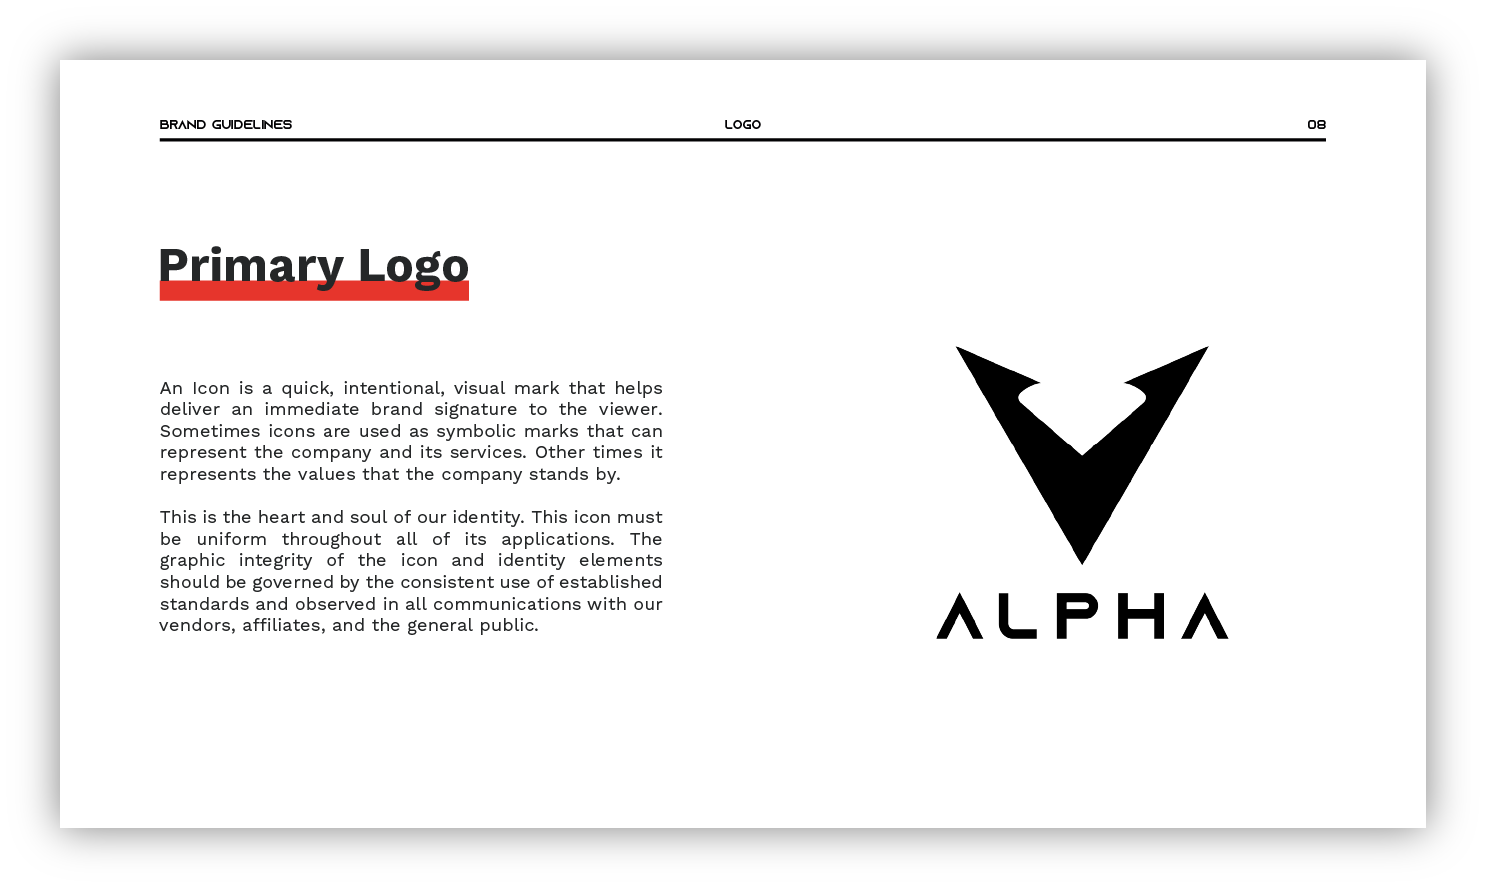 BRAND GUIDELINES
LOGO
08
Primary Logo
An Icon is a quick, intentional, visual mark that helps
deliver an immediate brand signature to the viewer.
Sometimes icons are used as symbolic marks that can
represent the company and its services. Other times it
represents the values that the company stands by.
This is the heart and soul of our identity. This icon must
be uniform throughout all of its applications. The
graphic integrity of the icon and identity elements
should be governed by the consistent use of established
standards and observed in all communications with our
vendors, affiliates, and the general public.
ALPHA